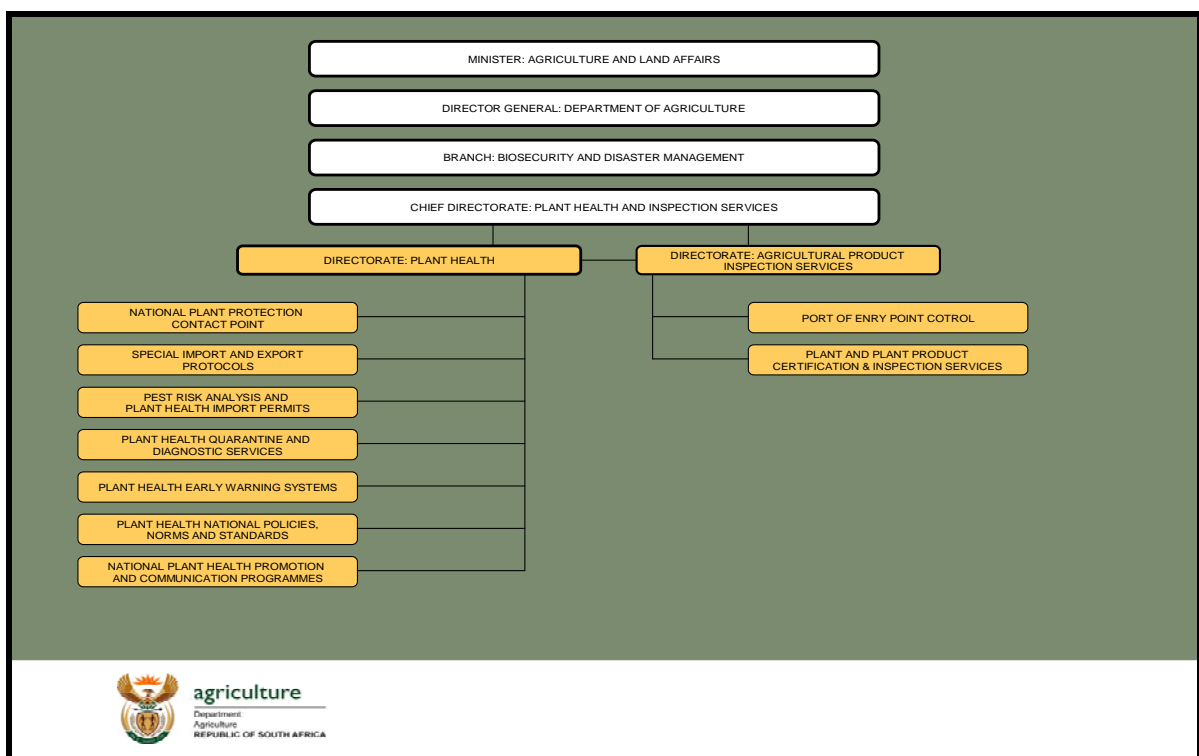 MINISTER: AGRICULTURE AND LAND AFFAIRS
DIRECTOR GENERAL: DEPARTMENT OF AGRICULTURE
BRANCH: BIOSECURITY AND DISASTER MANAGEMENT
CHIEF DIRECTORATE: PLANT HEALTH AND INSPECTION SERVICES
DIRECTORATE: PLANT HEALTH
DIRECTORATE: AGRICULTURAL PRODUCT
INSPECTION SERVICES
NATIONAL PLANT PROTECTION
CONTACT POINT
SPECIAL IMPORT AND EXPORT
PROTOCOLS
PEST RISK ANALYSIS AND
PLANT HEALTH IMPORT PERMITS
PLANT HEALTH QUARANTINE AND
DIAGNOSTIC SERVICES
PLANT HEALTH EARLY WARNING SYSTEMS
PLANT HEALTH NATIONAL POLICIES,
NORMS AND STANDARDS
NATIONAL PLANT HEALTH PROMOTION
AND COMMUNICATION PROGRAMMES
PORT OF ENRY POINT COTROL
PLANT AND PLANT PRODUCT
CERTIFICATION & INSPECTION SERVICES
agriculture
Department:
Agriculture
REPUBLIC OF SOUTH AFRICA